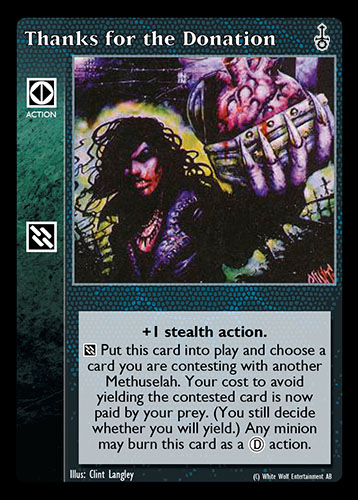 Thanks for the Donation
ACTION
+1 stealth action.
Put this card into play and choose a
card you are contesting with another
Methuselah. Your cost to avoid
yielding the contested card is now
paid by your prey. (You still decide
whether you will yield.) Any minion
may burn this card as a D action.
Illus: Clint Langley
(C) White Wolf Entertainment AB